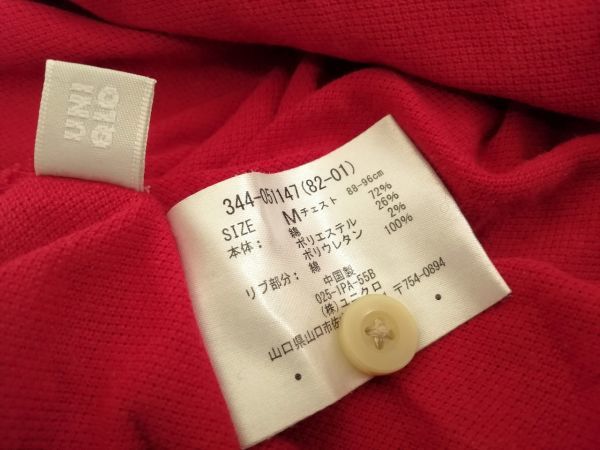 UNI
QLO
344-051147(82-01)
SIZE M チェスト 88-96cm
本体: 綿 72%
ポリエステル 26%
ポリウレタン 2%
リブ部分: 綿 100%
中国製
025-IPA-55B
(株)ユニクロ 〒754-0894
山口県山口市佐